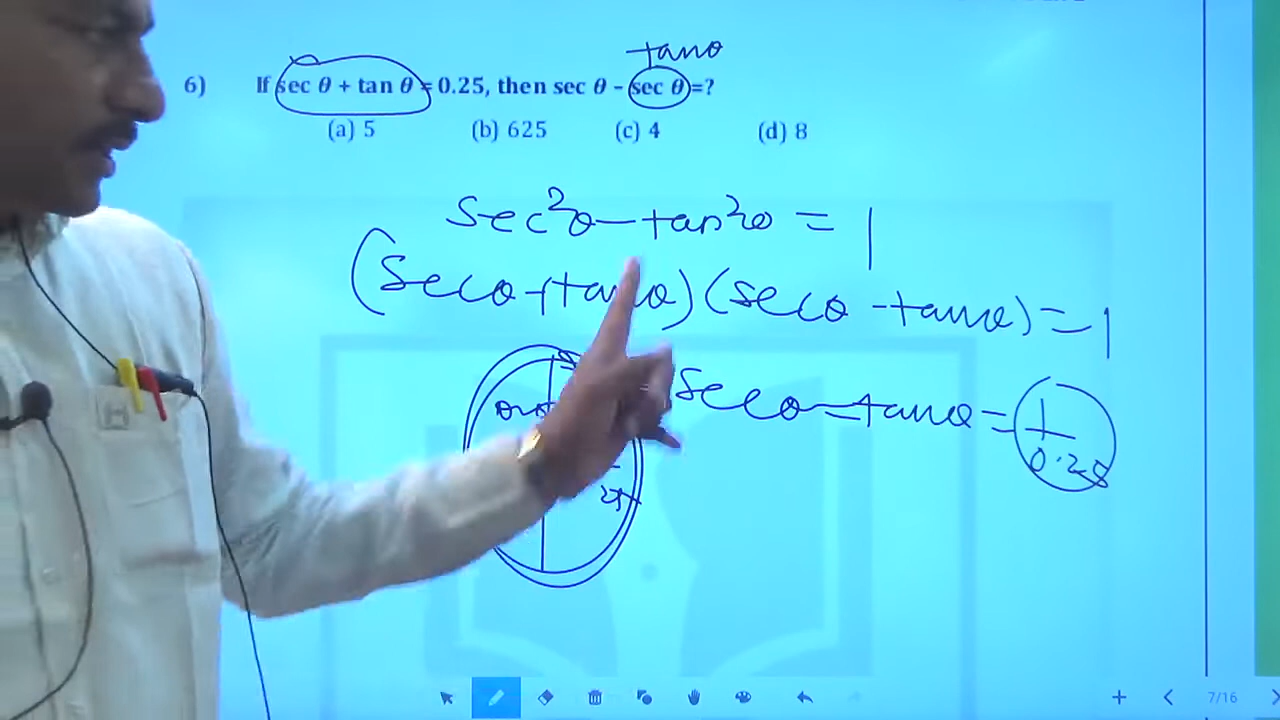 tanθ
6) If sec θ + tan θ = 0.25, then sec θ - sec θ =?
(a) 5 (b) 625 (c) 4 (d) 8
sec²θ - tan²θ = 1
(secθ + tanθ)(secθ - tanθ) = 1
secθ - tanθ = 1/0.25
7/16